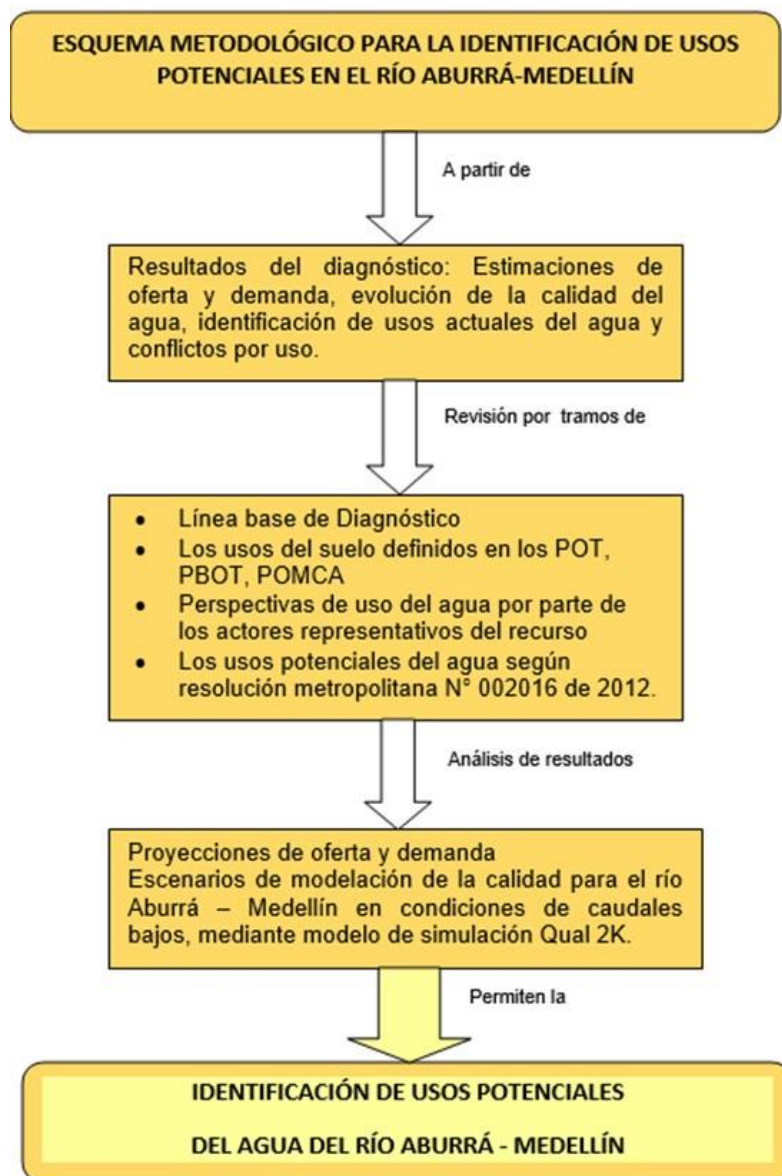 ESQUEMA METODOLÓGICO PARA LA IDENTIFICACIÓN DE USOS
POTENCIALES EN EL RÍO ABURRÁ-MEDELLÍN
A partir de
Resultados del diagnóstico: Estimaciones de
oferta y demanda, evolución de la calidad del
agua, identificación de usos actuales del agua y
conflictos por uso.
Revisión por tramos de
• Línea base de Diagnóstico
• Los usos del suelo definidos en los POT,
PBOT, POMCA
• Perspectivas de uso del agua por parte de
los actores representativos del recurso
• Los usos potenciales del agua según
resolución metropolitana N° 002016 de 2012.
Análisis de resultados
Proyecciones de oferta y demanda
Escenarios de modelación de la calidad para el río
Aburrá – Medellín en condiciones de caudales
bajos, mediante modelo de simulación Qual 2K.
Permiten la
IDENTIFICACIÓN DE USOS POTENCIALES
DEL AGUA DEL RÍO ABURRÁ - MEDELLÍN